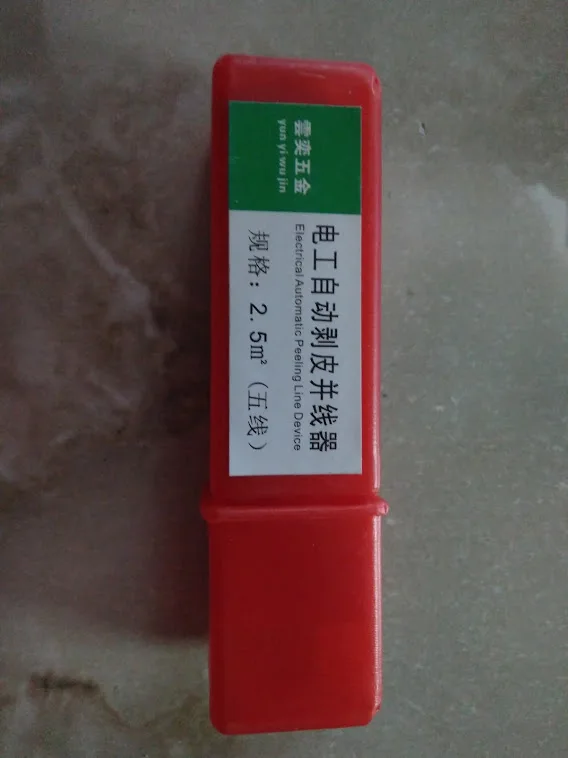 雲奕五金
yun yi wu jin
电工自动剥皮并线器
Electrical Automatic Peeling Line Device
规格：2.5㎡（五线）